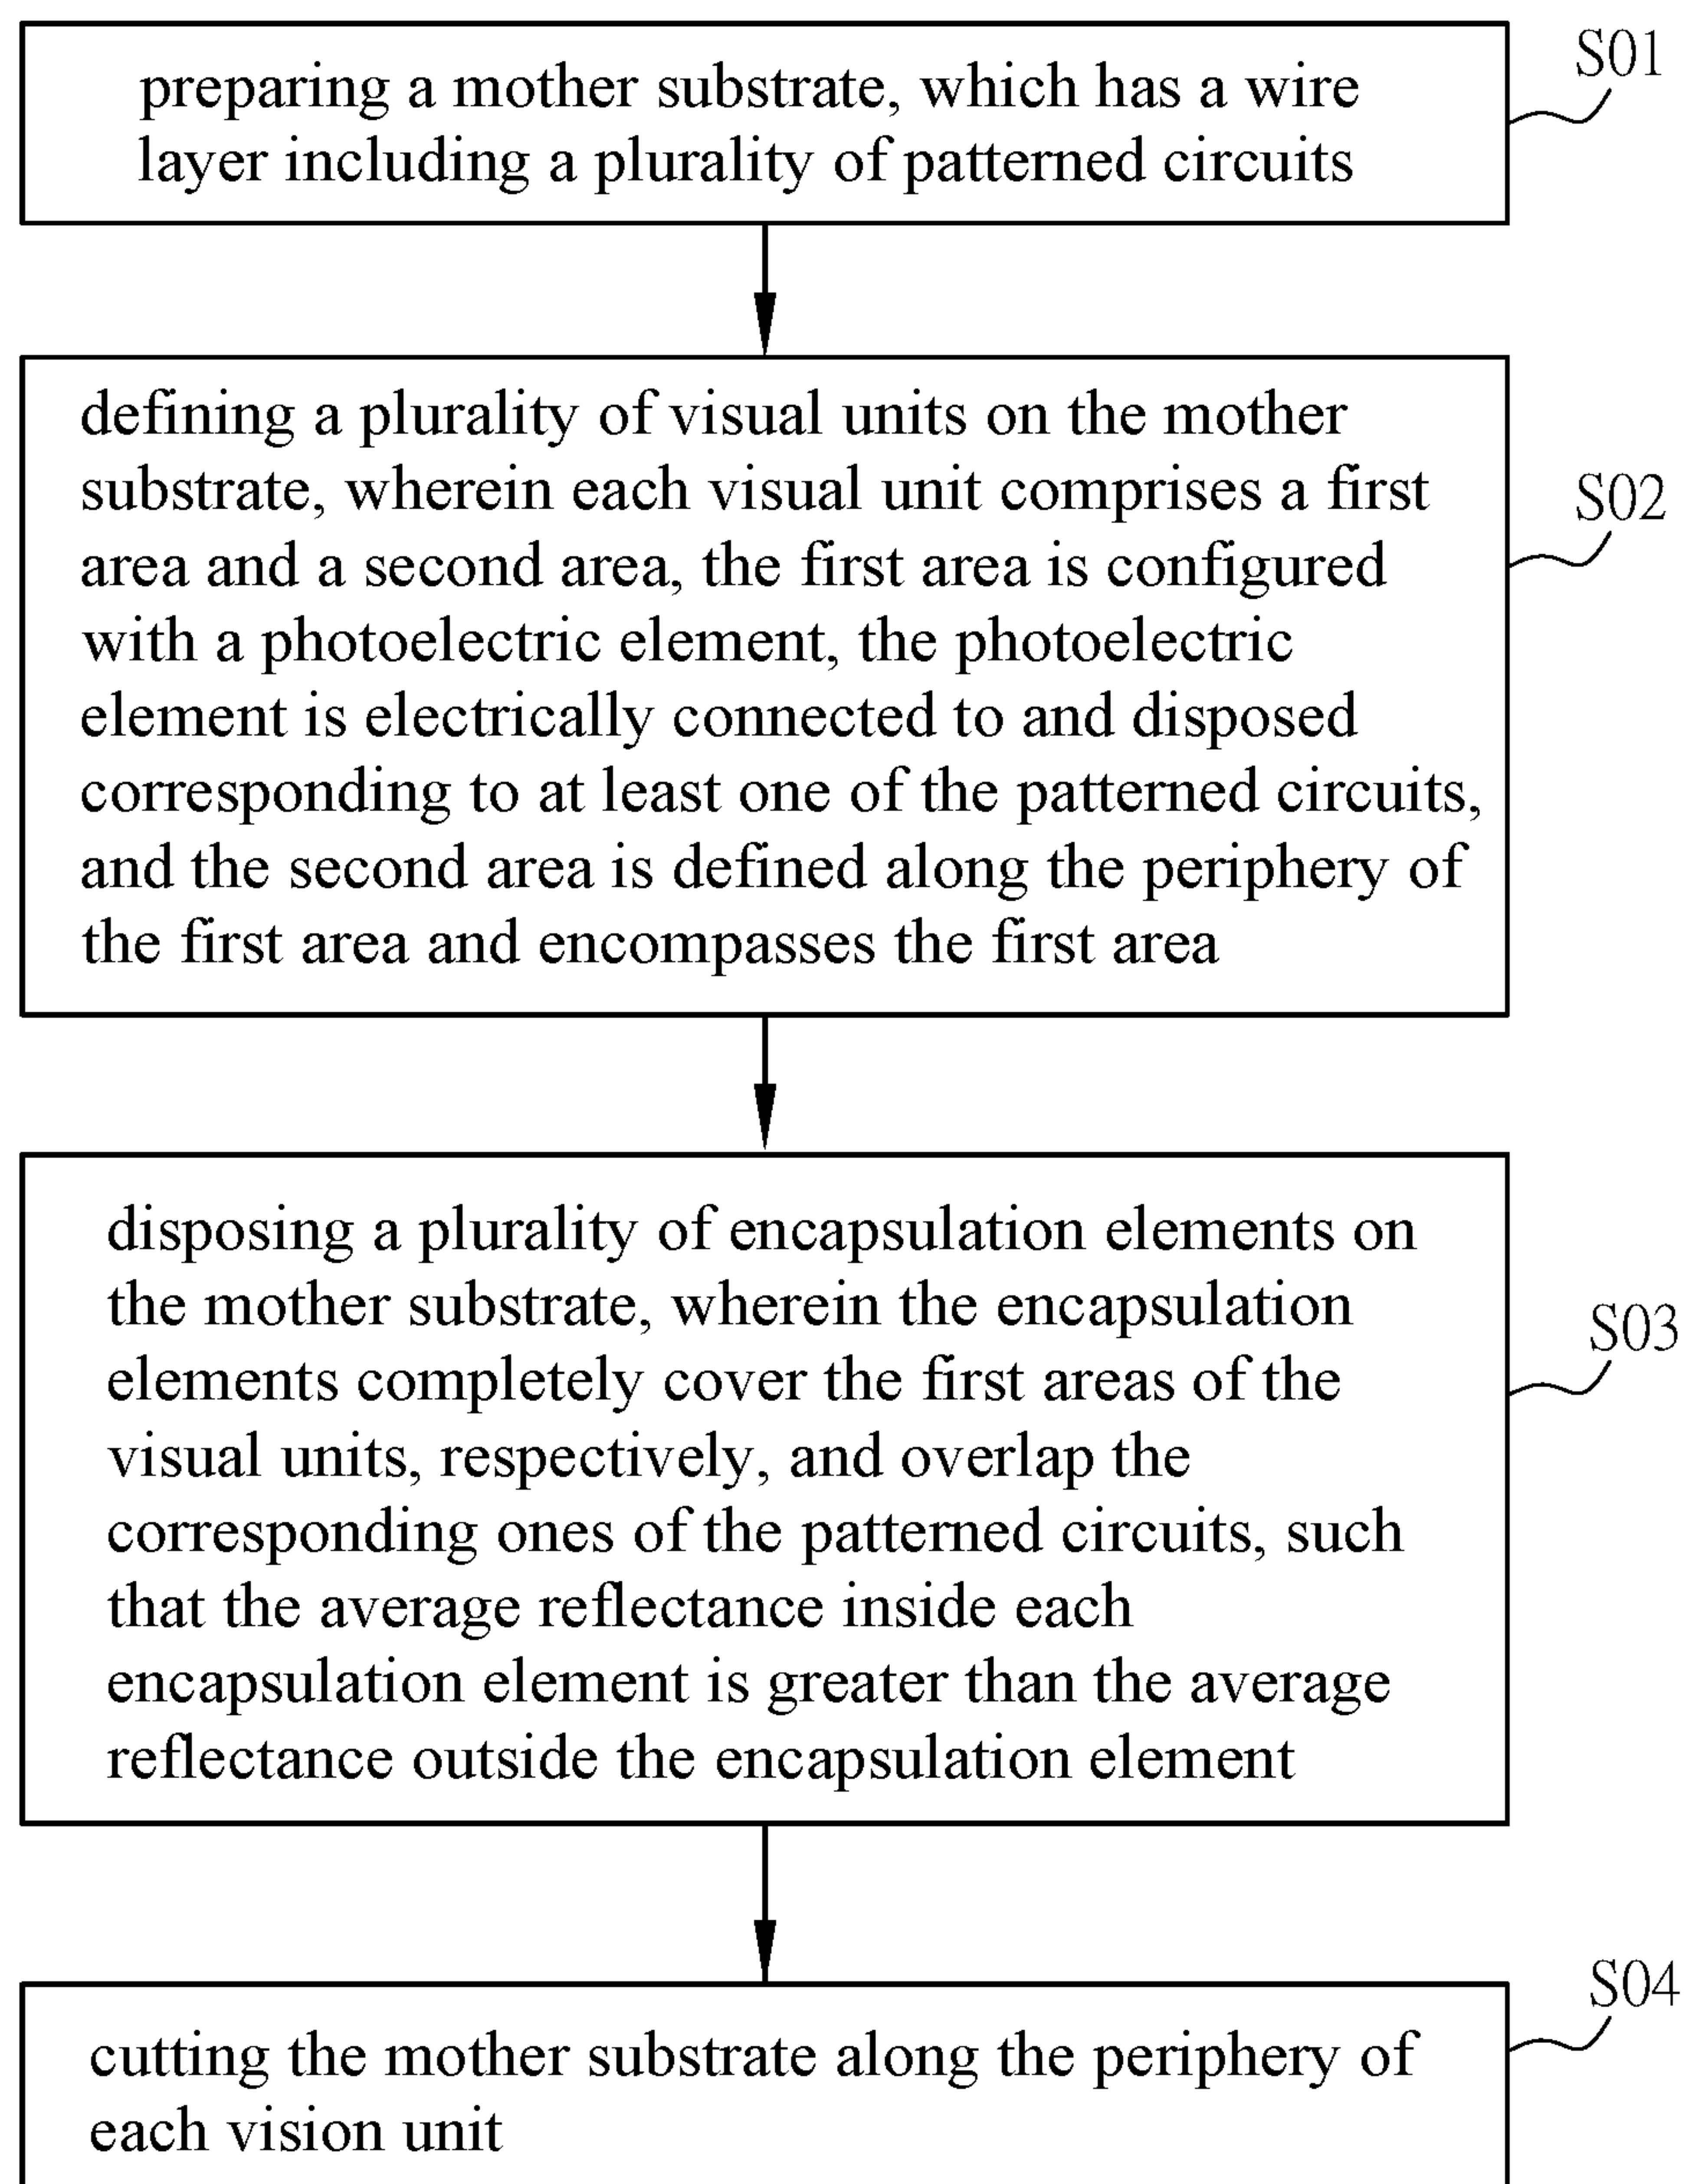 S01
preparing a mother substrate, which has a wire
layer including a plurality of patterned circuits
defining a plurality of visual units on the mother
substrate, wherein each visual unit comprises a first
area and a second area, the first area is configured
with a photoelectric element, the photoelectric
element is electrically connected to and disposed
corresponding to at least one of the patterned circuits,
and the second area is defined along the periphery of
the first area and encompasses the first area
S02
disposing a plurality of encapsulation elements on
the mother substrate, wherein the encapsulation
elements completely cover the first areas of the
visual units, respectively, and overlap the
corresponding ones of the patterned circuits, such
that the average reflectance inside each
encapsulation element is greater than the average
reflectance outside the encapsulation element
S03
S04
cutting the mother substrate along the periphery of
each vision unit